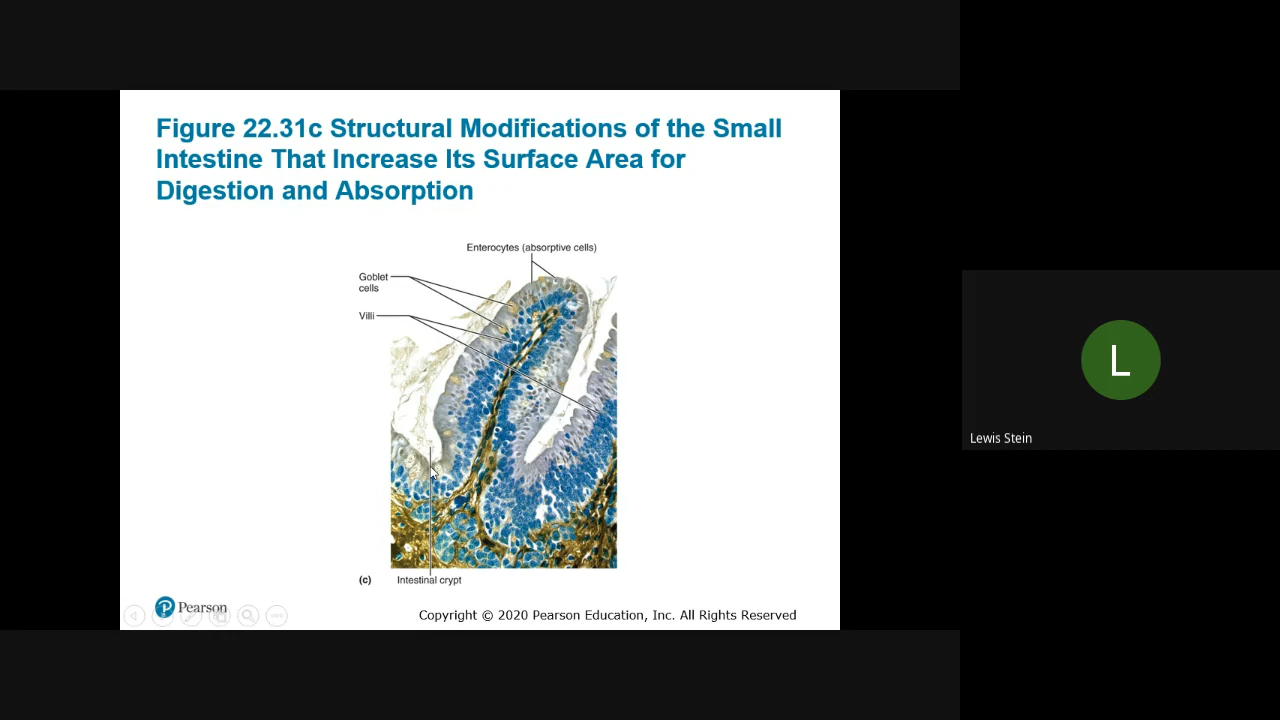 Figure 22.31c Structural Modifications of the Small
Intestine That Increase Its Surface Area for
Digestion and Absorption
Enterocytes (absorptive cells)
Goblet
cells
Villi
(c)
Intestinal crypt
Pearson
Copyright © 2020 Pearson Education, Inc. All Rights Reserved
L
Lewis Stein